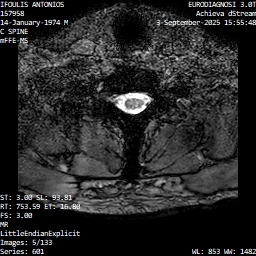 IFOULIS ANTONIOS
EURODIAGNOSI 3.0T
157958
Achieva dStream
14-January-1974 M
3-September-2025 15:55:48
C SPINE
mFFE-MS
ST: 3.00 SL: 93.81
RT: 753.59 ET: 16.80
FS: 3.00
MR
LittleEndianExplicit
Images: 5/133
Series: 601
WL: 853 WW: 1482